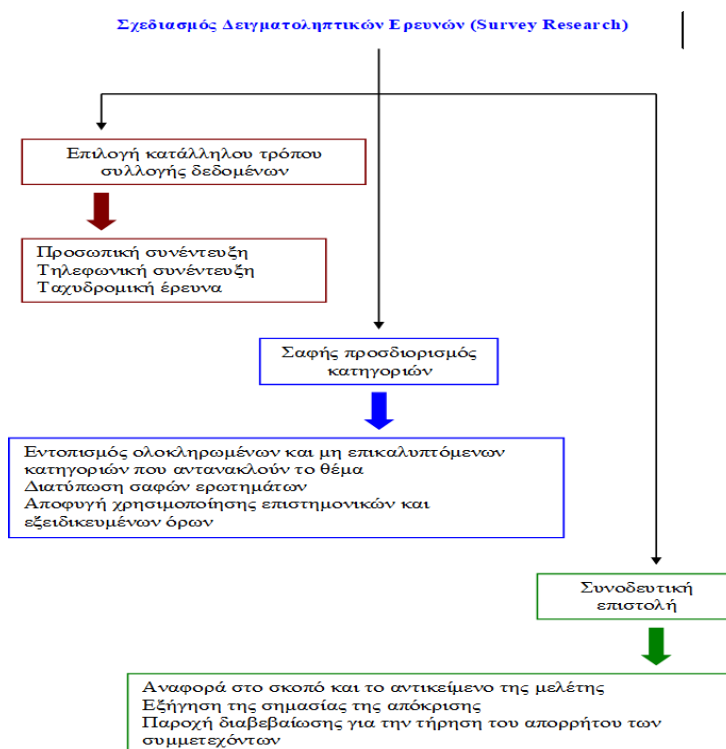 Σχεδιασμός Δειγματοληπτικών Ερευνών (Survey Research)
Επιλογή κατάλληλου τρόπου
συλλογής δεδομένων
Προσωπική συνέντευξη
Τηλεφωνική συνέντευξη
Ταχυδρομική έρευνα
Σαφής προσδιορισμός
κατηγοριών
Εντοπισμός ολοκληρωμένων και μη επικαλυπτόμενων
κατηγοριών που αντανακλούν το θέμα
Διατύπωση σαφών ερωτημάτων
Αποφυγή χρησιμοποίησης επιστημονικών και
εξειδικευμένων όρων
Συνοδευτική
επιστολή
Αναφορά στο σκοπό και το αντικείμενο της μελέτης
Εξήγηση της σημασίας της απόκρισης
Παροχή διαβεβαίωσης για την τήρηση του απορρήτου των
συμμετεχόντων